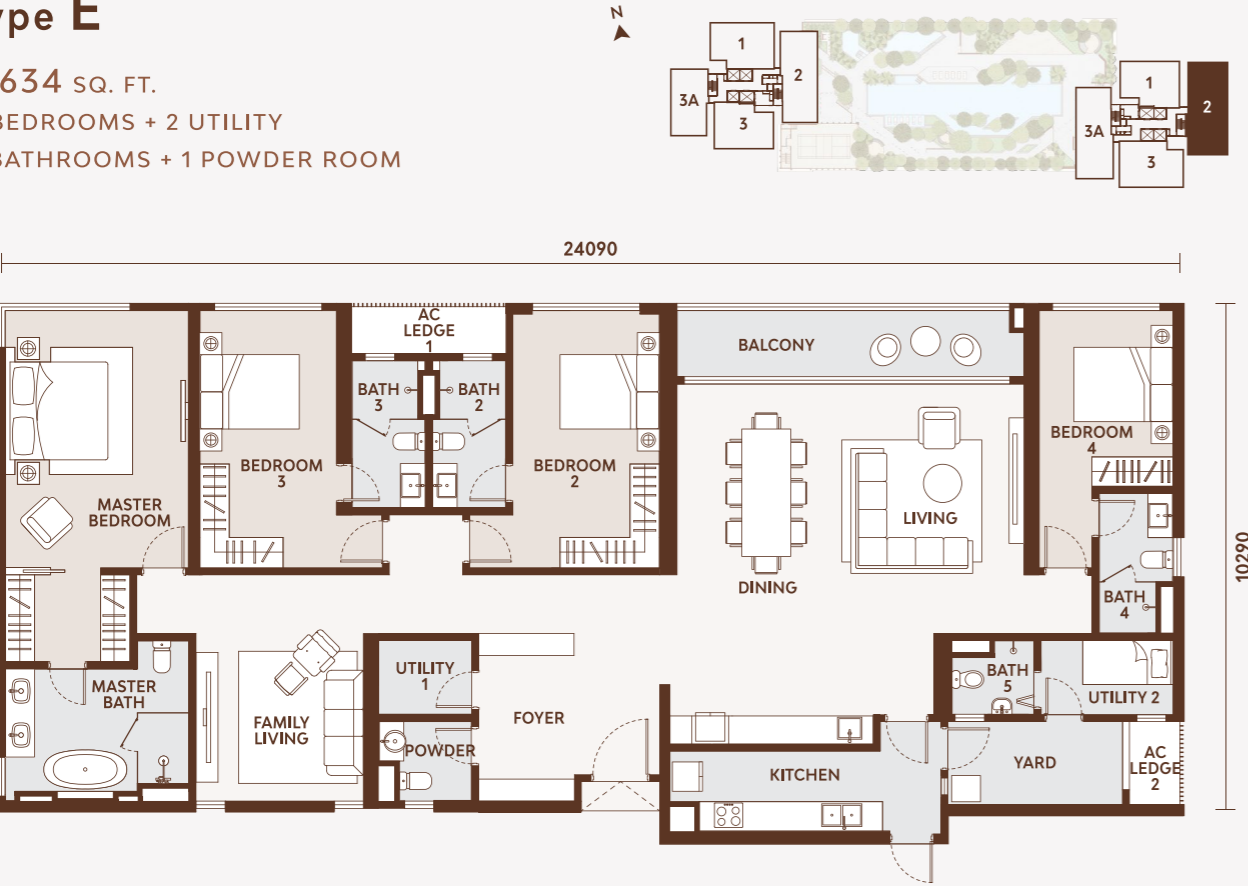 ype E
634 SQ. FT.
BEDROOMS + 2 UTILITY
BATHROOMS + 1 POWDER ROOM
N
1
2
3A
3
1
2
3A
3
24090
10290
AC
LEDGE
1
BALCONY
BATH
3
BATH
2
BEDROOM
4
BEDROOM
3
BEDROOM
2
MASTER
BEDROOM
LIVING
DINING
BATH
4
UTILITY
1
BATH
5
UTILITY 2
MASTER
BATH
FAMILY
LIVING
FOYER
POWDER
KITCHEN
YARD
AC
LEDGE
2